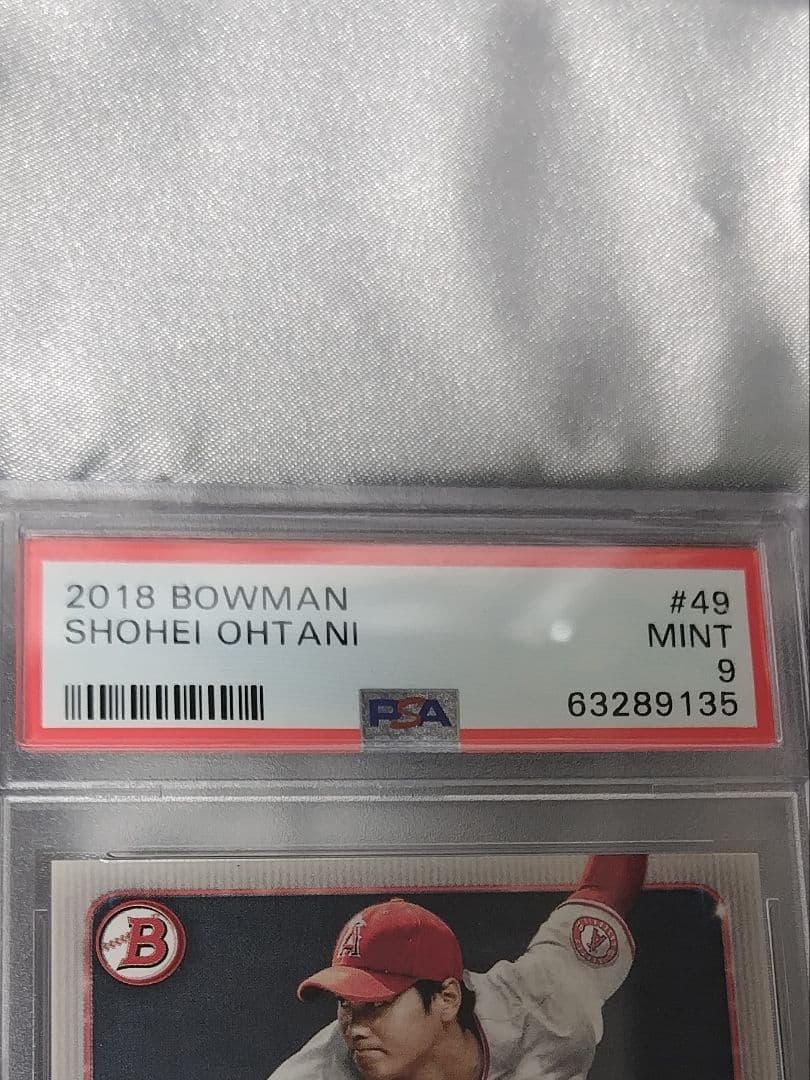 2018 BOWMAN #49
SHOHEI OHTANI MINT
9
63289135
PSA
B
A